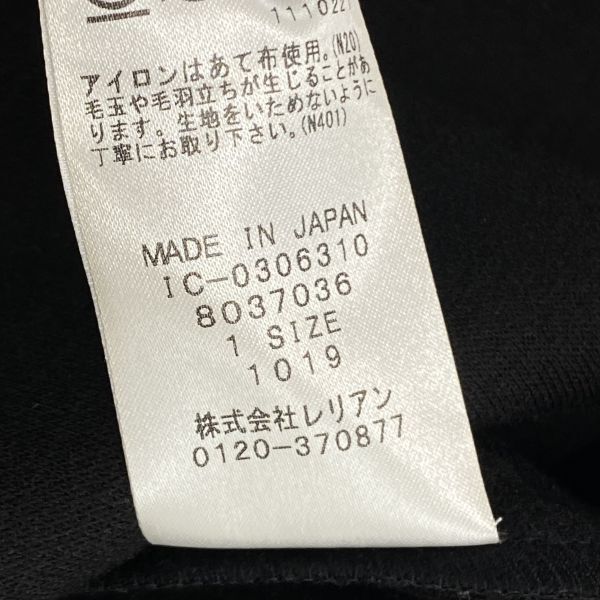 アイロンはあて布使用。(N20)
毛玉や毛羽立ちが生じることがあ
ります。生地をいためないように
丁寧にお取り下さい。(N401)
MADE IN JAPAN
IC-0306310
8037036
1 SIZE
1019
株式会社レリアン
0120-370877